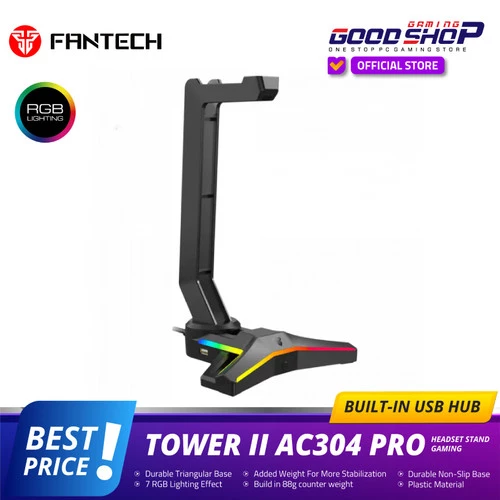 FANTECH
GAMING
GOODSHOP
ONE STOP PC GAMING STORE
OFFICIAL STORE
RGB
LIGHTING
BUILT-IN USB HUB
BEST
PRICE!
TOWER II AC304 PRO
HEADSET STAND
GAMING
Durable Triangular Base
7 RGB Lighting Effect
Added Weight For More Stabilization
Build in 88g counter weight
Durable Non-Slip Base
Plastic Material